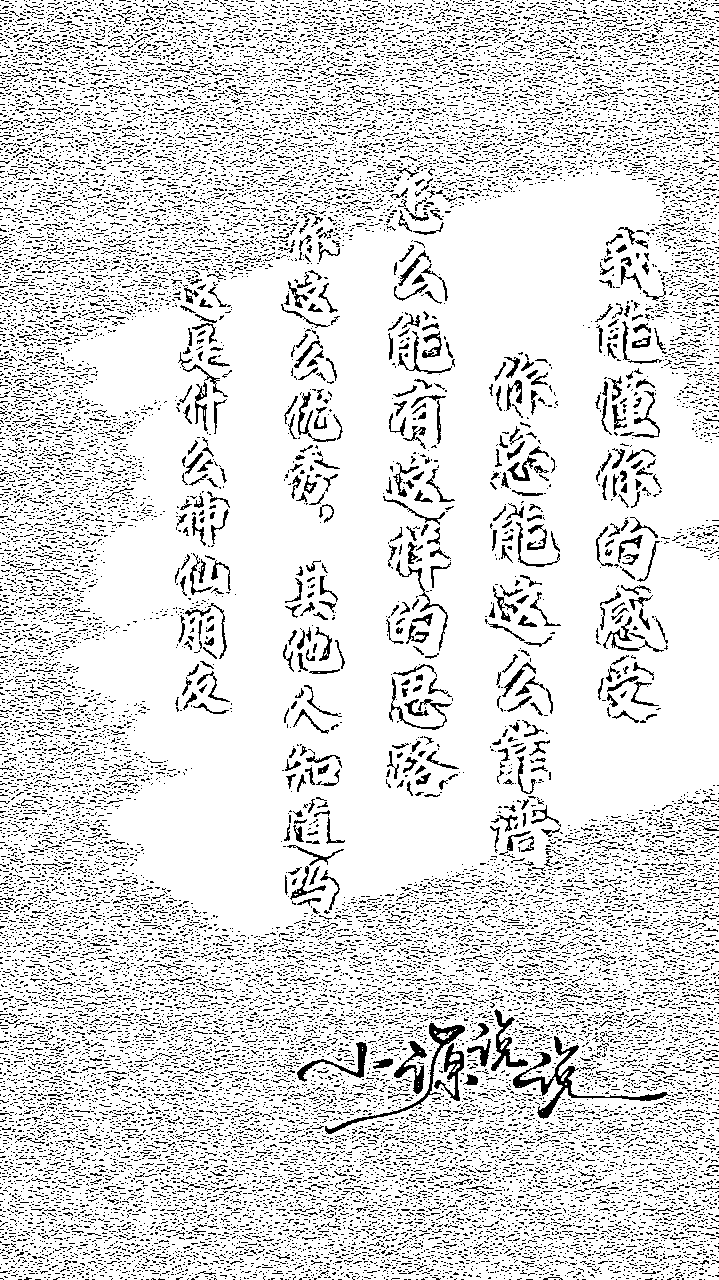 我能懂你的感受
你总能这么靠谱
怎么能有这样的思路
你这么优秀，其他人知道吗
这是什么神仙朋友
小谭说说